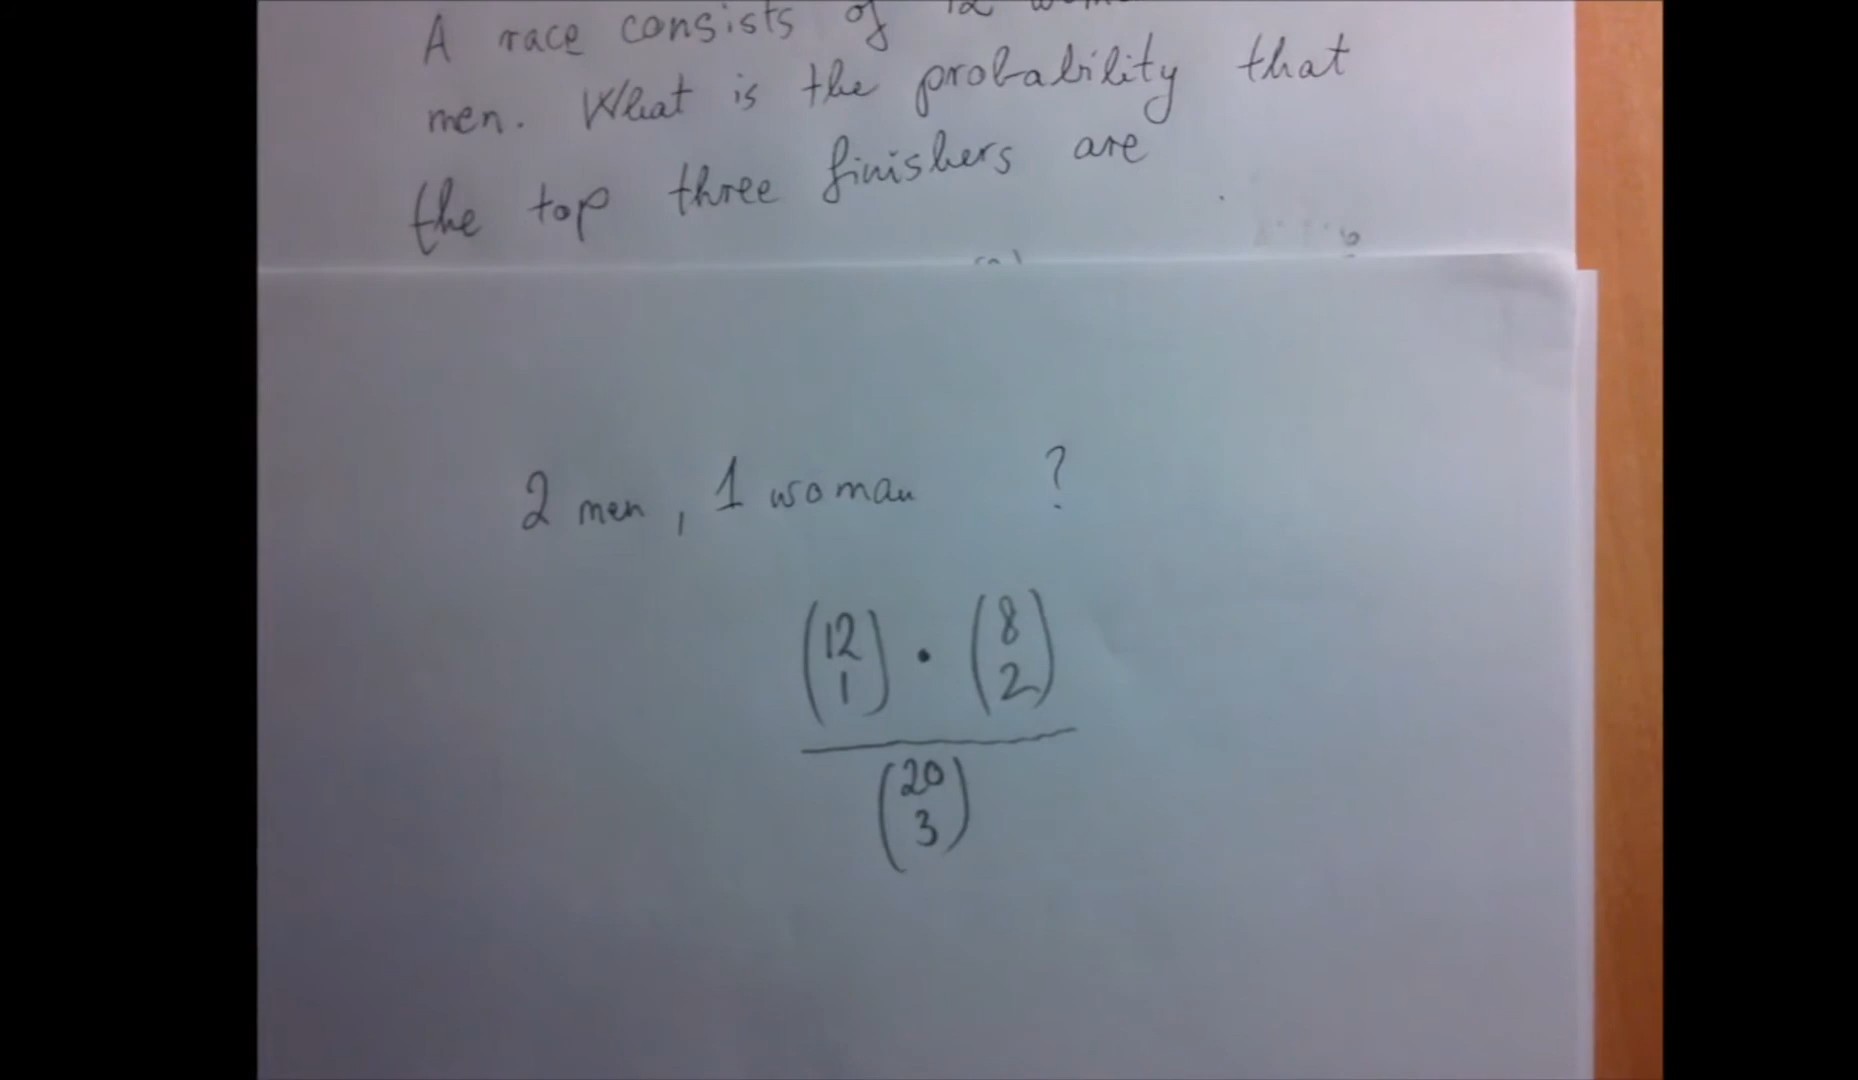 A race consists of 12
men. What is the probability that
the top three finishers are
2 men, 1 woman ?
(12 1) · (8 2)
(20 3)